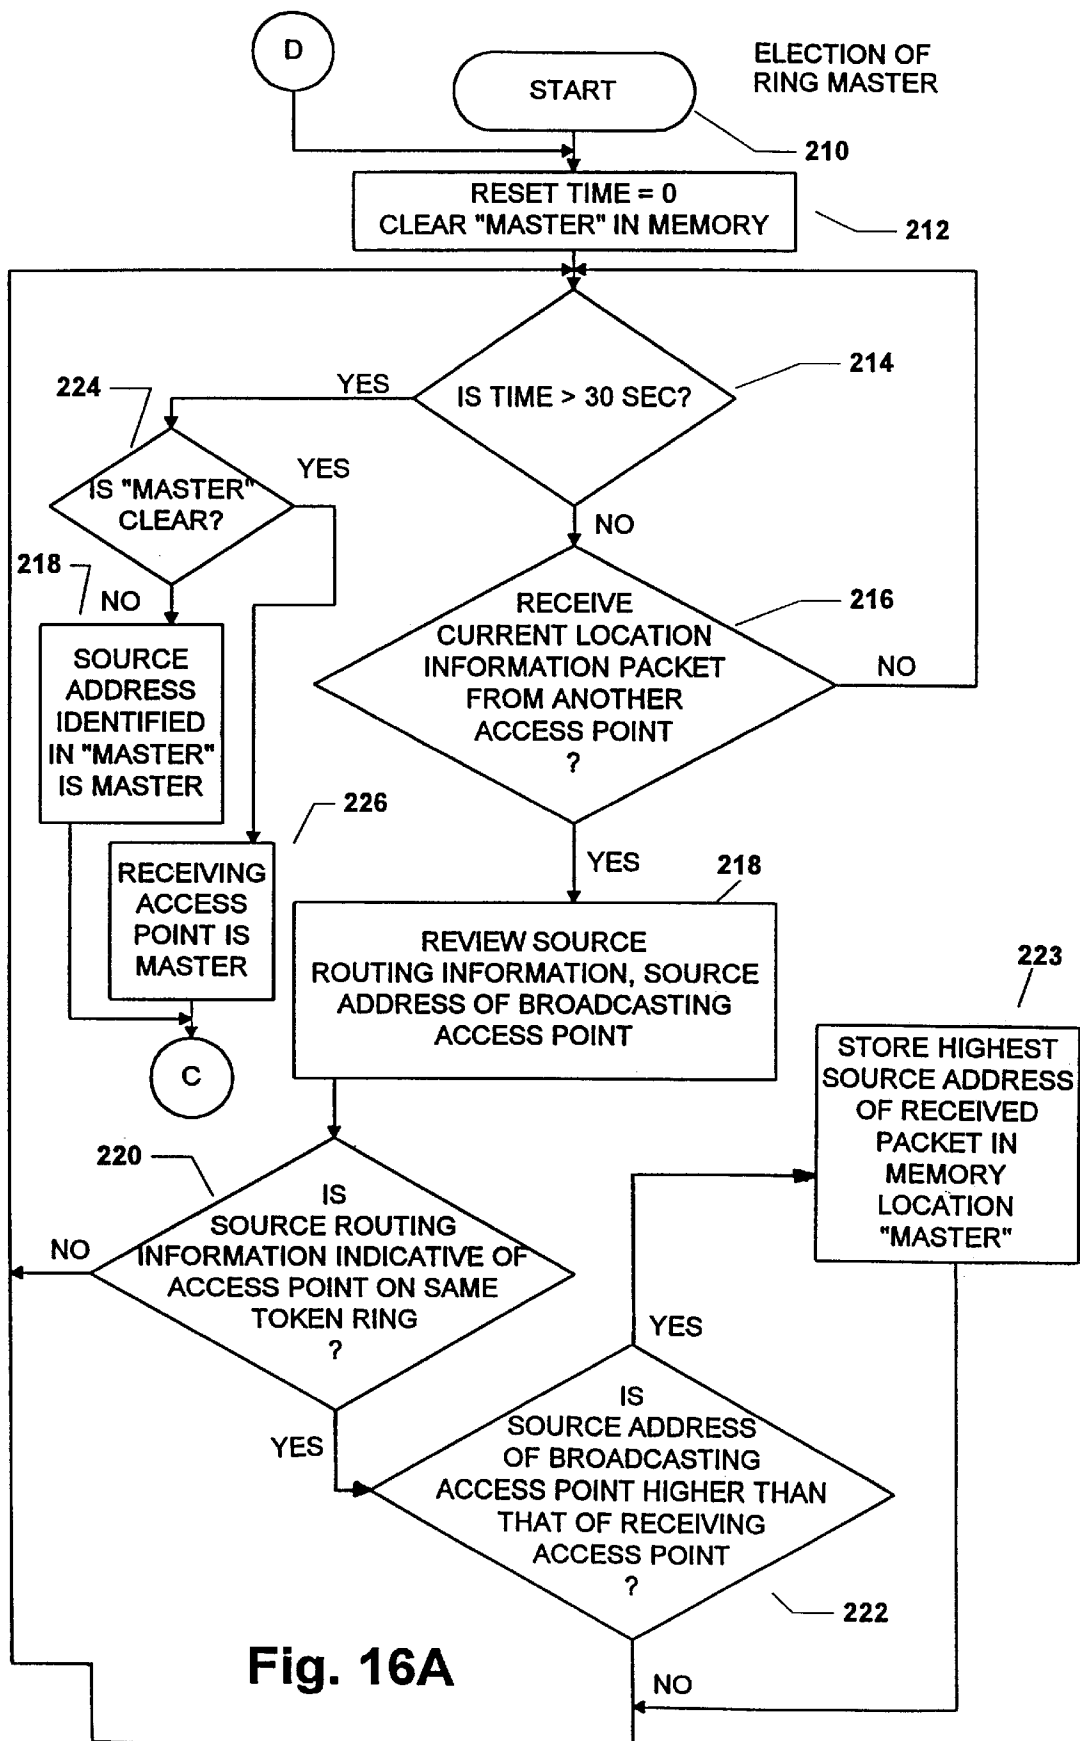 D
START
ELECTION OF
RING MASTER
210
RESET TIME = 0
CLEAR "MASTER" IN MEMORY
212
IS TIME > 30 SEC?
214
YES
224
IS "MASTER"
CLEAR?
YES
NO
218
NO
RECEIVE
CURRENT LOCATION
INFORMATION PACKET
FROM ANOTHER
ACCESS POINT
?
216
NO
SOURCE
ADDRESS
IDENTIFIED
IN "MASTER"
IS MASTER
226
YES
RECEIVING
ACCESS
POINT IS
MASTER
C
218
REVIEW SOURCE
ROUTING INFORMATION, SOURCE
ADDRESS OF BROADCASTING
ACCESS POINT
223
STORE HIGHEST
SOURCE ADDRESS
OF RECEIVED
PACKET IN
MEMORY
LOCATION
"MASTER"
220
IS
SOURCE ROUTING
INFORMATION INDICATIVE OF
ACCESS POINT ON SAME
TOKEN RING
?
NO
YES
YES
IS
SOURCE ADDRESS
OF BROADCASTING
ACCESS POINT HIGHER THAN
THAT OF RECEIVING
ACCESS POINT
?
222
NO
Fig. 16A